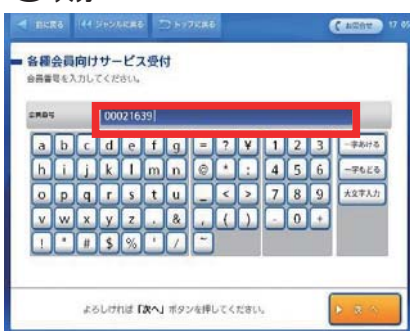 前に戻る ジャンルに戻る トップに戻る お問合せ 17 05
各種会員向けサービス受付
会員番号を入力してください。
会員番号 00021639
a b c d e f g = ? ¥ 1 2 3 一字あける
h i j k l m n @ * : 4 5 6 一字もどる
o p q r s t u _ < > 7 8 9 大文字入力
v w x y z . & , ( ) - 0 +
! " # $ % ' / ~
よろしければ「次へ」ボタンを押してください。 次へ